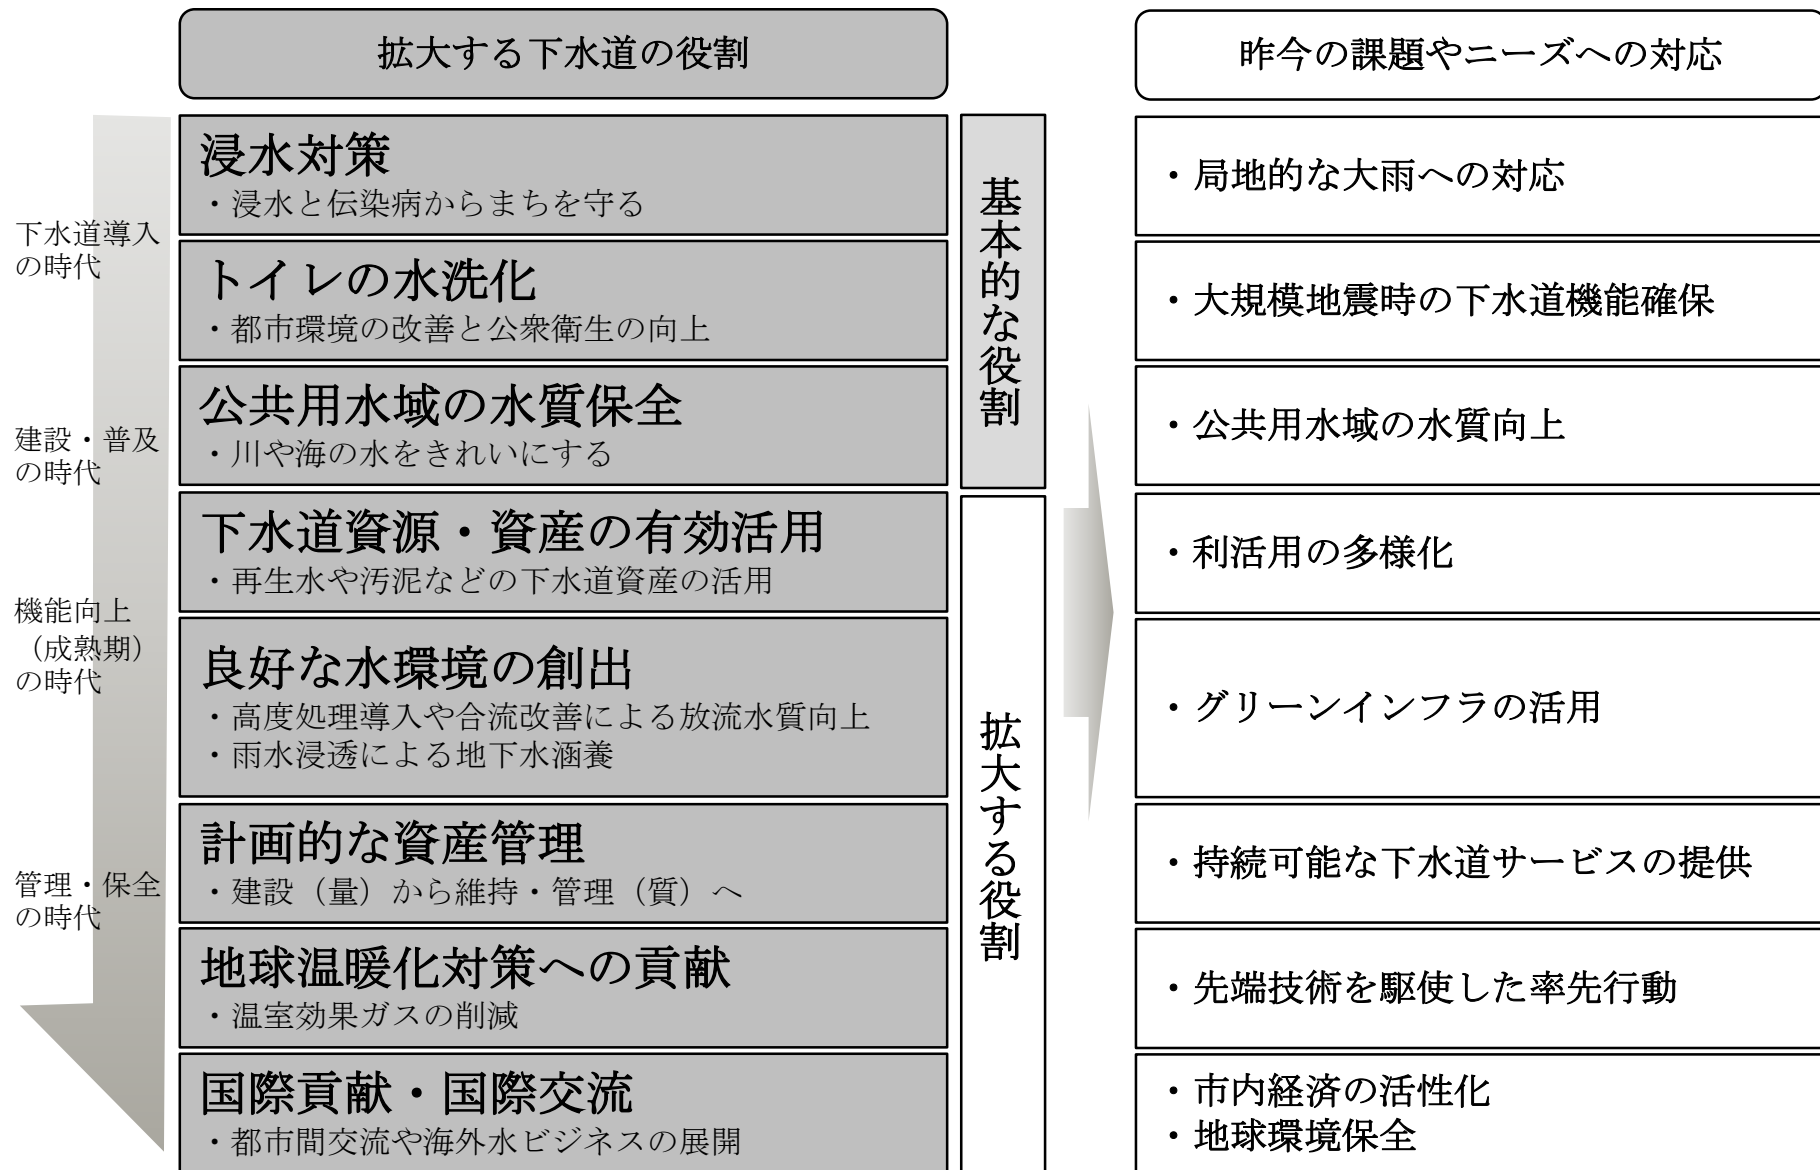 拡大する下水道の役割
昨今の課題やニーズへの対応
下水道導入
の時代
建設・普及
の時代
機能向上
（成熟期）
の時代
管理・保全
の時代
浸水対策
・浸水と伝染病からまちを守る
トイレの水洗化
・都市環境の改善と公衆衛生の向上
公共用水域の水質保全
・川や海の水をきれいにする
下水道資源・資産の有効活用
・再生水や汚泥などの下水道資産の活用
良好な水環境の創出
・高度処理導入や合流改善による放流水質向上
・雨水浸透による地下水涵養
計画的な資産管理
・建設（量）から維持・管理（質）へ
地球温暖化対策への貢献
・温室効果ガスの削減
国際貢献・国際交流
・都市間交流や海外水ビジネスの展開
基本的な役割
拡大する役割
・局地的な大雨への対応
・大規模地震時の下水道機能確保
・公共用水域の水質向上
・利活用の多様化
・グリーンインフラの活用
・持続可能な下水道サービスの提供
・先端技術を駆使した率先行動
・市内経済の活性化
・地球環境保全